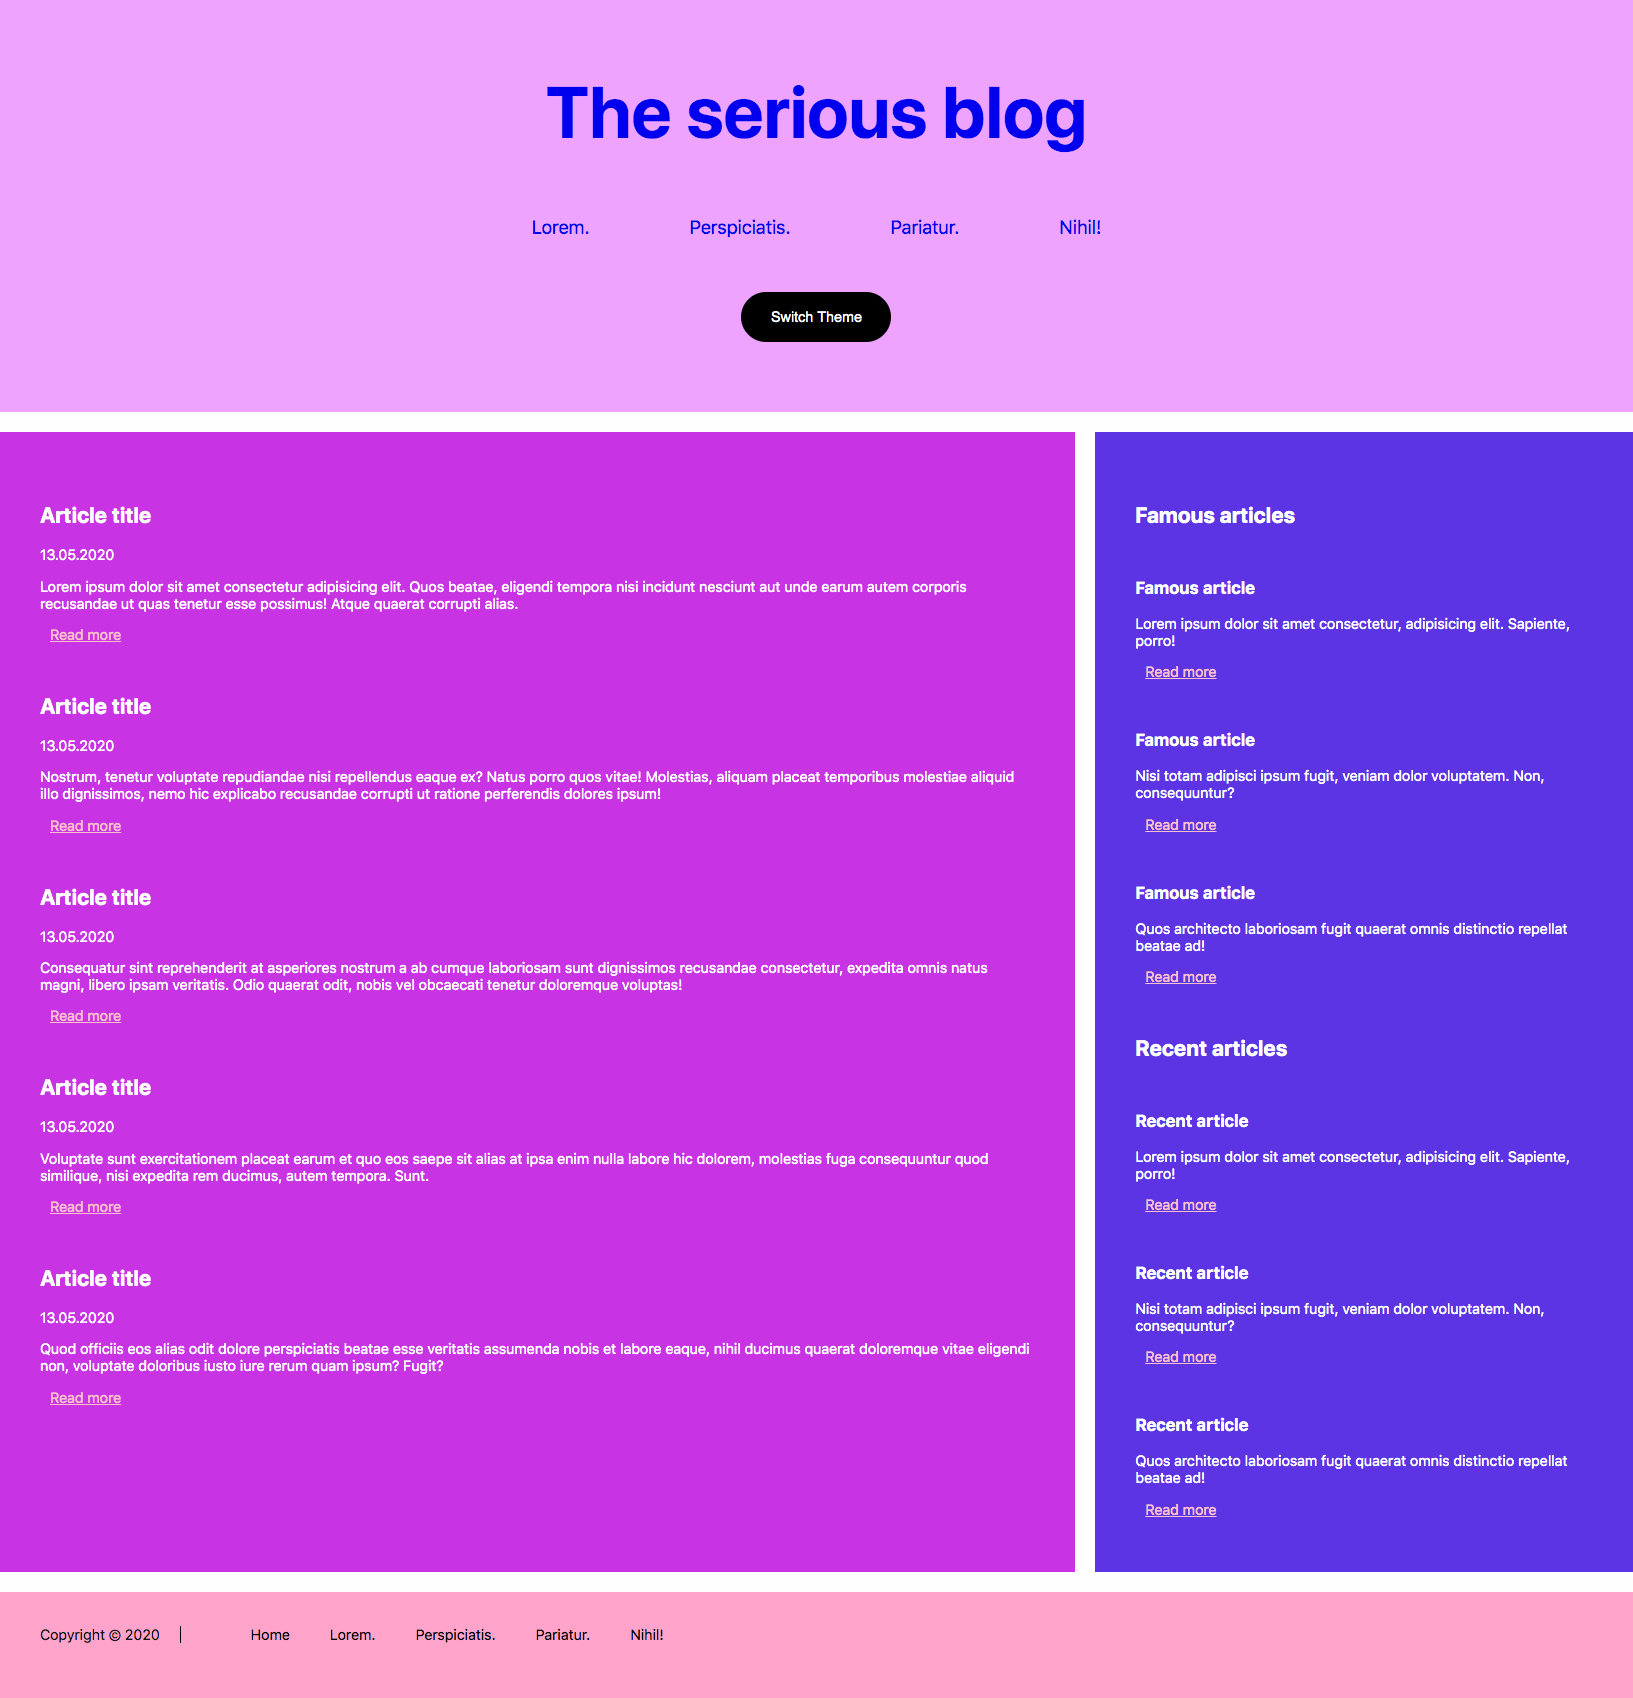 The serious blog
Lorem. Perspiciatis. Pariatur. Nihil!
Switch Theme
Article title
13.05.2020
Lorem ipsum dolor sit amet consectetur adipisicing elit. Quos beatae, eligendi tempora nisi incidunt nesciunt aut unde earum autem corporis
recusandae ut quas tenetur esse possimus! Atque quaerat corrupti alias.
Read more
Article title
13.05.2020
Nostrum, tenetur voluptate repudiandae nisi repellendus eaque ex? Natus porro quos vitae! Molestias, aliquam placeat temporibus molestiae aliquid
illo dignissimos, nemo hic explicabo recusandae corrupti ut ratione perferendis dolores ipsum!
Read more
Article title
13.05.2020
Consequatur sint reprehenderit at asperiores nostrum a ab cumque laboriosam sunt dignissimos recusandae consectetur, expedita omnis natus
magni, libero ipsam veritatis. Odio quaerat odit, nobis vel obcaecati tenetur doloremque voluptas!
Read more
Article title
13.05.2020
Voluptate sunt exercitationem placeat earum et quo eos saepe sit alias at ipsa enim nulla labore hic dolorem, molestias fuga consequuntur quod
similique, nisi expedita rem ducimus, autem tempora. Sunt.
Read more
Article title
13.05.2020
Quod officiis eos alias odit dolore perspiciatis beatae esse veritatis assumenda nobis et labore eaque, nihil ducimus quaerat doloremque vitae eligendi
non, voluptate doloribus iusto iure rerum quam ipsum? Fugit?
Read more
Famous articles
Famous article
Lorem ipsum dolor sit amet consectetur, adipisicing elit. Sapiente,
porro!
Read more
Famous article
Nisi totam adipisci ipsum fugit, veniam dolor voluptatem. Non,
consequuntur?
Read more
Famous article
Quos architecto laboriosam fugit quaerat omnis distinctio repellat
beatae ad!
Read more
Recent articles
Recent article
Lorem ipsum dolor sit amet consectetur, adipisicing elit. Sapiente,
porro!
Read more
Recent article
Nisi totam adipisci ipsum fugit, veniam dolor voluptatem. Non,
consequuntur?
Read more
Recent article
Quos architecto laboriosam fugit quaerat omnis distinctio repellat
beatae ad!
Read more
Copyright © 2020 Home Lorem. Perspiciatis. Pariatur. Nihil!